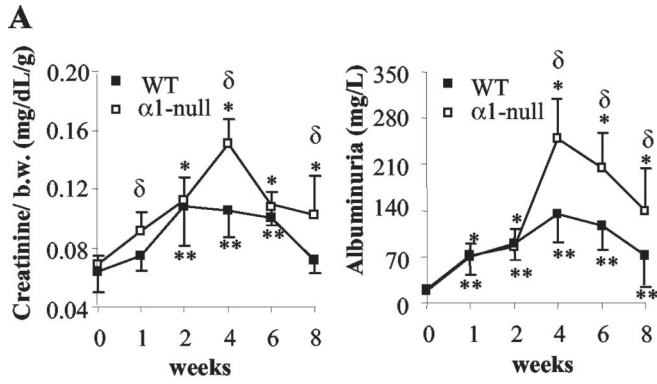 A
Creatinine/ b.w. (mg/dL/g)
0.20
0.16
0.12
0.08
0.04
WT
α1-null
δ
*
δ
*
δ
*
*
δ
*
**
**
**
0 1 2 4 6 8
weeks
Albuminuria (mg/L)
350
280
210
140
70
0
WT
α1-null
δ
*
δ
*
δ
*
*
*
**
**
**
**
**
0 1 2 4 6 8
weeks